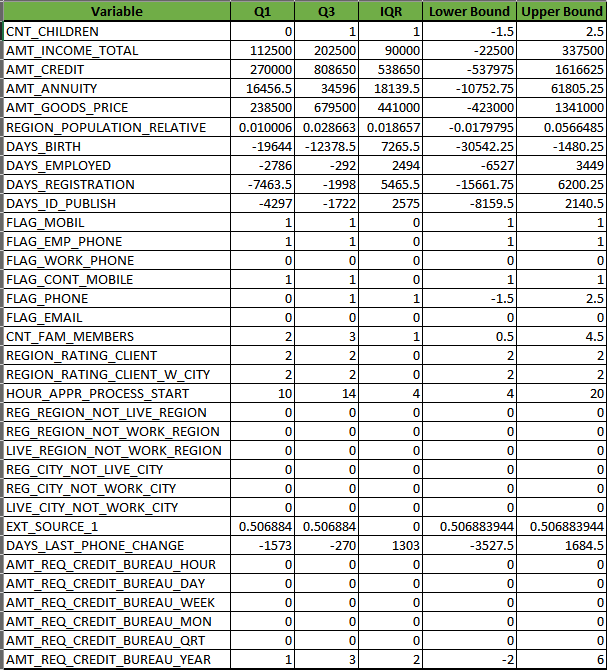 Variable Q1 Q3 IQR Lower Bound Upper Bound
CNT_CHILDREN 0 1 1 -1.5 2.5
AMT_INCOME_TOTAL 112500 202500 90000 -22500 337500
AMT_CREDIT 270000 808650 538650 -537975 1616625
AMT_ANNUITY 16456.5 34596 18139.5 -10752.75 61805.25
AMT_GOODS_PRICE 238500 679500 441000 -423000 1341000
REGION_POPULATION_RELATIVE 0.010006 0.028663 0.018657 -0.0179795 0.0566485
DAYS_BIRTH -19644 -12378.5 7265.5 -30542.25 -1480.25
DAYS_EMPLOYED -2786 -292 2494 -6527 3449
DAYS_REGISTRATION -7463.5 -1998 5465.5 -15661.75 6200.25
DAYS_ID_PUBLISH -4297 -1722 2575 -8159.5 2140.5
FLAG_MOBIL 1 1 0 1 1
FLAG_EMP_PHONE 1 1 0 1 1
FLAG_WORK_PHONE 0 0 0 0 0
FLAG_CONT_MOBILE 1 1 0 1 1
FLAG_PHONE 0 1 1 -1.5 2.5
FLAG_EMAIL 0 0 0 0 0
CNT_FAM_MEMBERS 2 3 1 0.5 4.5
REGION_RATING_CLIENT 2 2 0 2 2
REGION_RATING_CLIENT_W_CITY 2 2 0 2 2
HOUR_APPR_PROCESS_START 10 14 4 4 20
REG_REGION_NOT_LIVE_REGION 0 0 0 0 0
REG_REGION_NOT_WORK_REGION 0 0 0 0 0
LIVE_REGION_NOT_WORK_REGION 0 0 0 0 0
REG_CITY_NOT_LIVE_CITY 0 0 0 0 0
REG_CITY_NOT_WORK_CITY 0 0 0 0 0
LIVE_CITY_NOT_WORK_CITY 0 0 0 0 0
EXT_SOURCE_1 0.506884 0.506884 0 0.506883944 0.506883944
DAYS_LAST_PHONE_CHANGE -1573 -270 1303 -3527.5 1684.5
AMT_REQ_CREDIT_BUREAU_HOUR 0 0 0 0 0
AMT_REQ_CREDIT_BUREAU_DAY 0 0 0 0 0
AMT_REQ_CREDIT_BUREAU_WEEK 0 0 0 0 0
AMT_REQ_CREDIT_BUREAU_MON 0 0 0 0 0
AMT_REQ_CREDIT_BUREAU_QRT 0 0 0 0 0
AMT_REQ_CREDIT_BUREAU_YEAR 1 3 2 -2 6